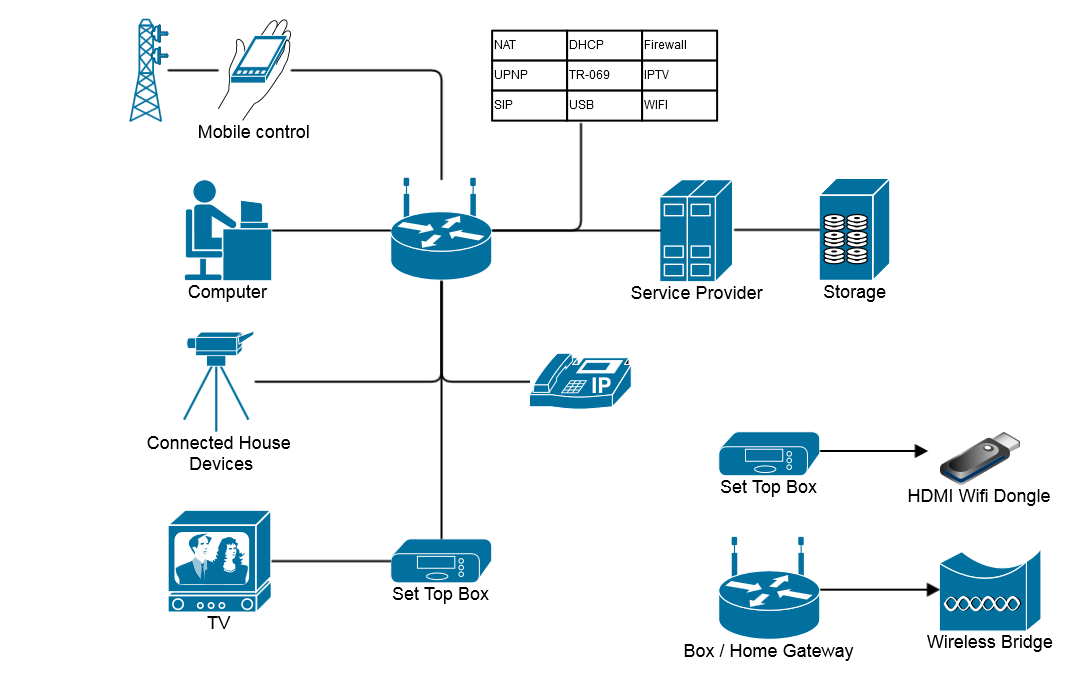 NAT DHCP Firewall
UPNP TR-069 IPTV
SIP USB WIFI
Mobile control
Computer
Service Provider
Storage
IP
Connected House
Devices
Set Top Box
HDMI Wifi Dongle
Set Top Box
TV
Box / Home Gateway
Wireless Bridge